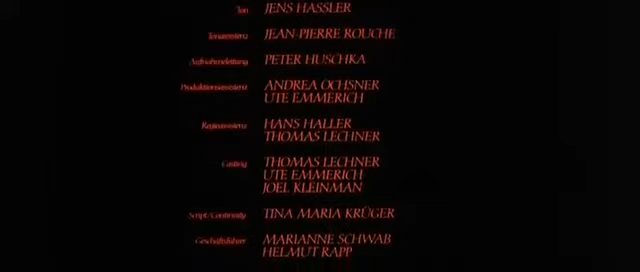 Ton JENS HASSLER
Tonassistenz JEAN-PIERRE ROUCHE
Aufnahmeleitung PETER HUSCHKA
Produktionsassistenz ANDREA OCHSNER
UTE EMMERICH
Regieassistenz HANS HALLER
THOMAS LECHNER
Casting THOMAS LECHNER
UTE EMMERICH
JOEL KLEINMAN
Script/Continuity TINA MARIA KRÜGER
Geschäftsführer MARIANNE SCHWAB
HELMUT RAPP